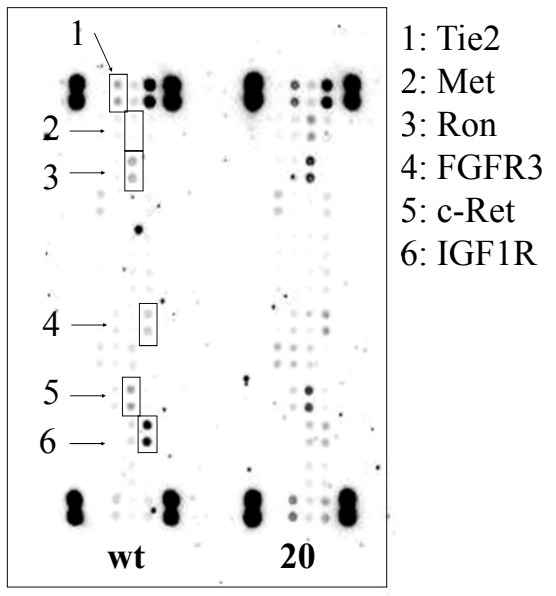 1
2
3
4
5
6
wt
20
1: Tie2
2: Met
3: Ron
4: FGFR3
5: c-Ret
6: IGF1R